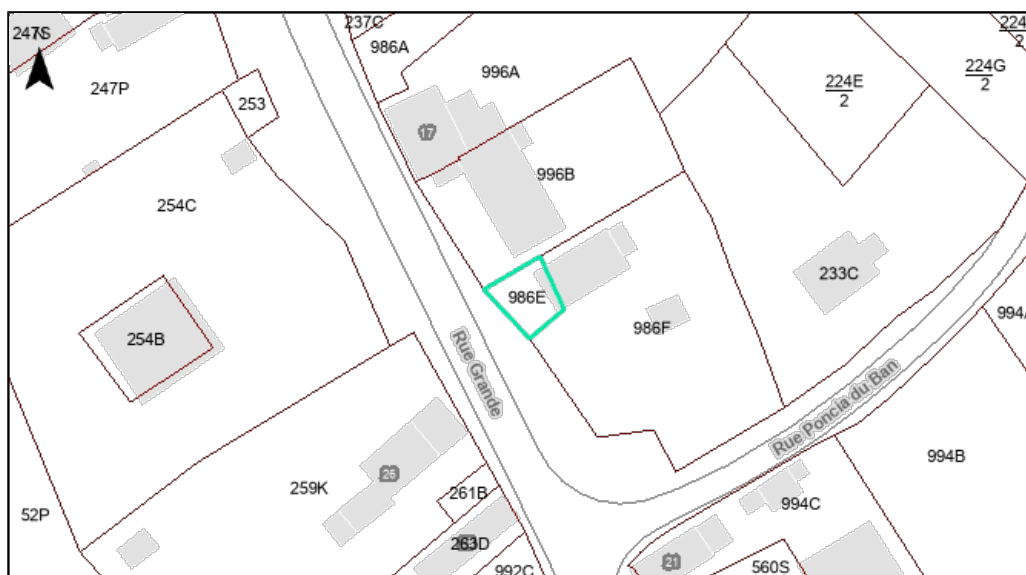 237C
224
2
986A
996A
224G
2
247P
224E
2
253
17
996B
254C
233C
986E
986F
994A
254B
Rue Grande
Rue Poncia du Ban
994B
26
259K
261B
994C
52P
263D
21
560S
992C